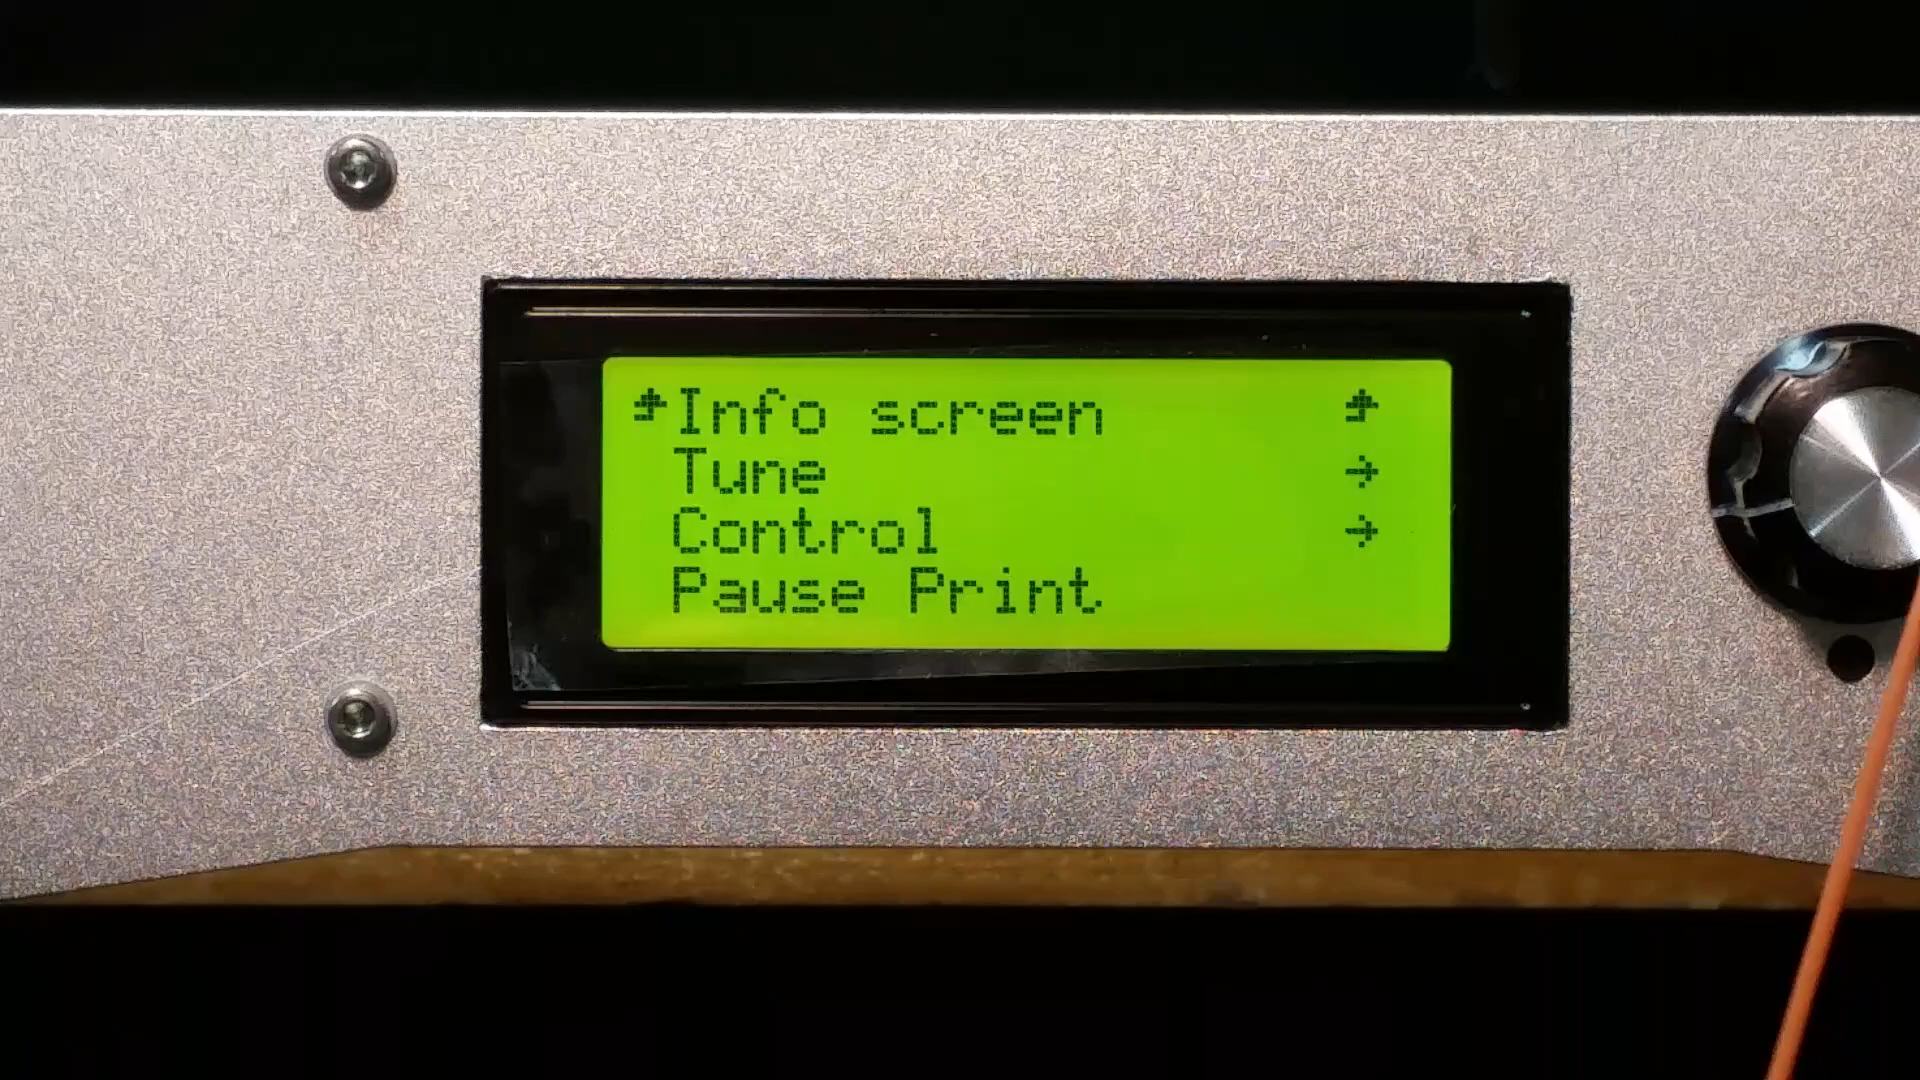 Info screen
Tune →
Control →
Pause Print